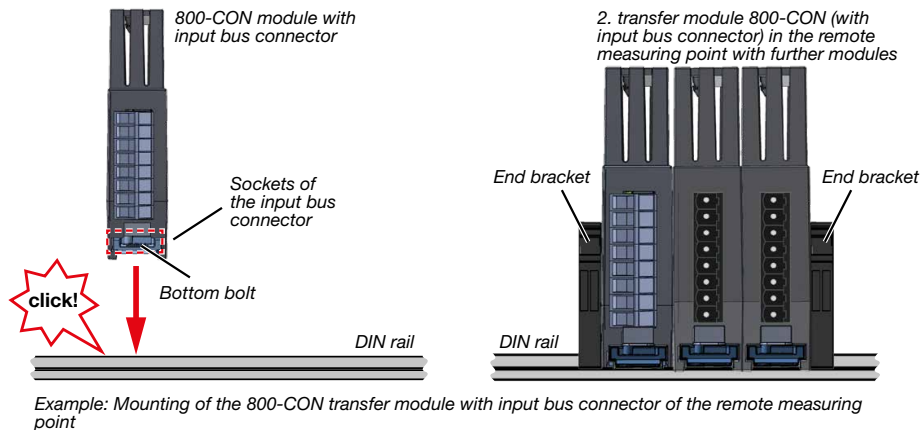 800-CON module with
input bus connector
Sockets of
the input bus
connector
Bottom bolt
click!
DIN rail
2. transfer module 800-CON (with
input bus connector) in the remote
measuring point with further modules
End bracket
End bracket
DIN rail
Example: Mounting of the 800-CON transfer module with input bus connector of the remote measuring
point